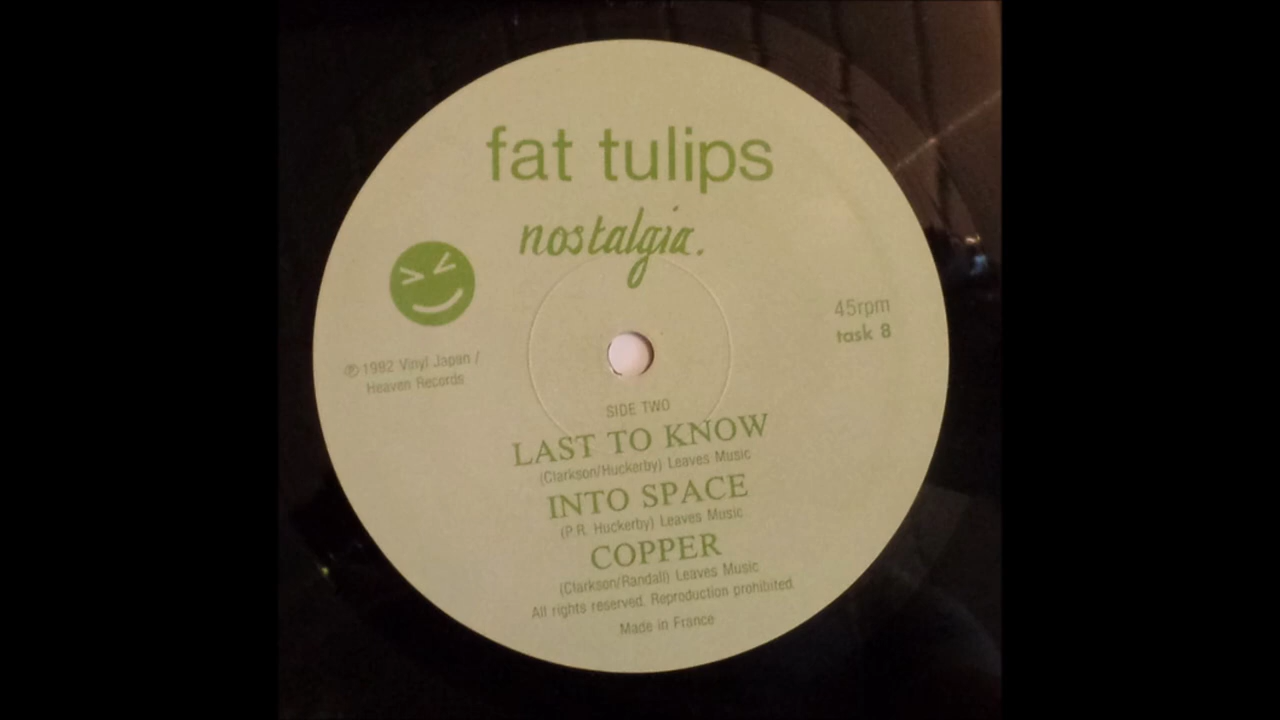 fat tulips
nostalgia.
45rpm
task 8
℗ 1992 Vinyl Japan /
Heaven Records
SIDE TWO
LAST TO KNOW
(Clarkson/Huckerby) Leaves Music
INTO SPACE
(P.R. Huckerby) Leaves Music
COPPER
(Clarkson/Randall) Leaves Music
All rights reserved. Reproduction prohibited.
Made in France